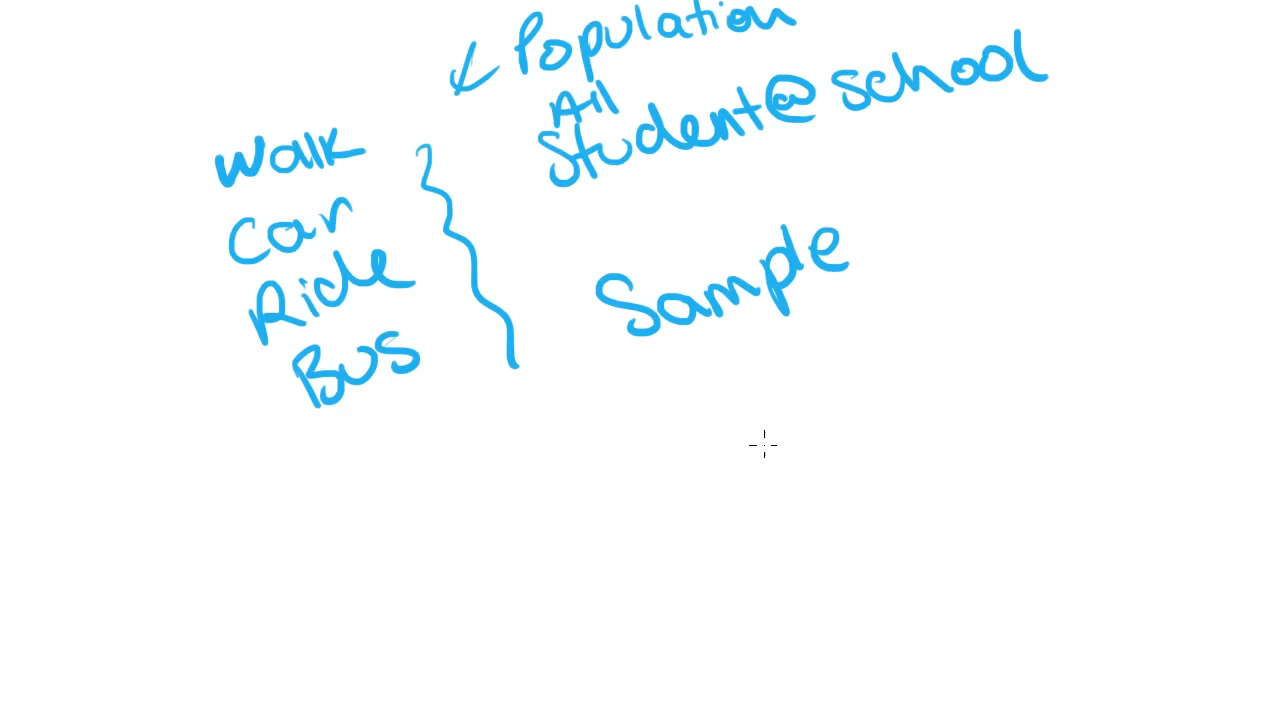 Population
All
Student@school
Walk
Car
Ride
Bus
Sample